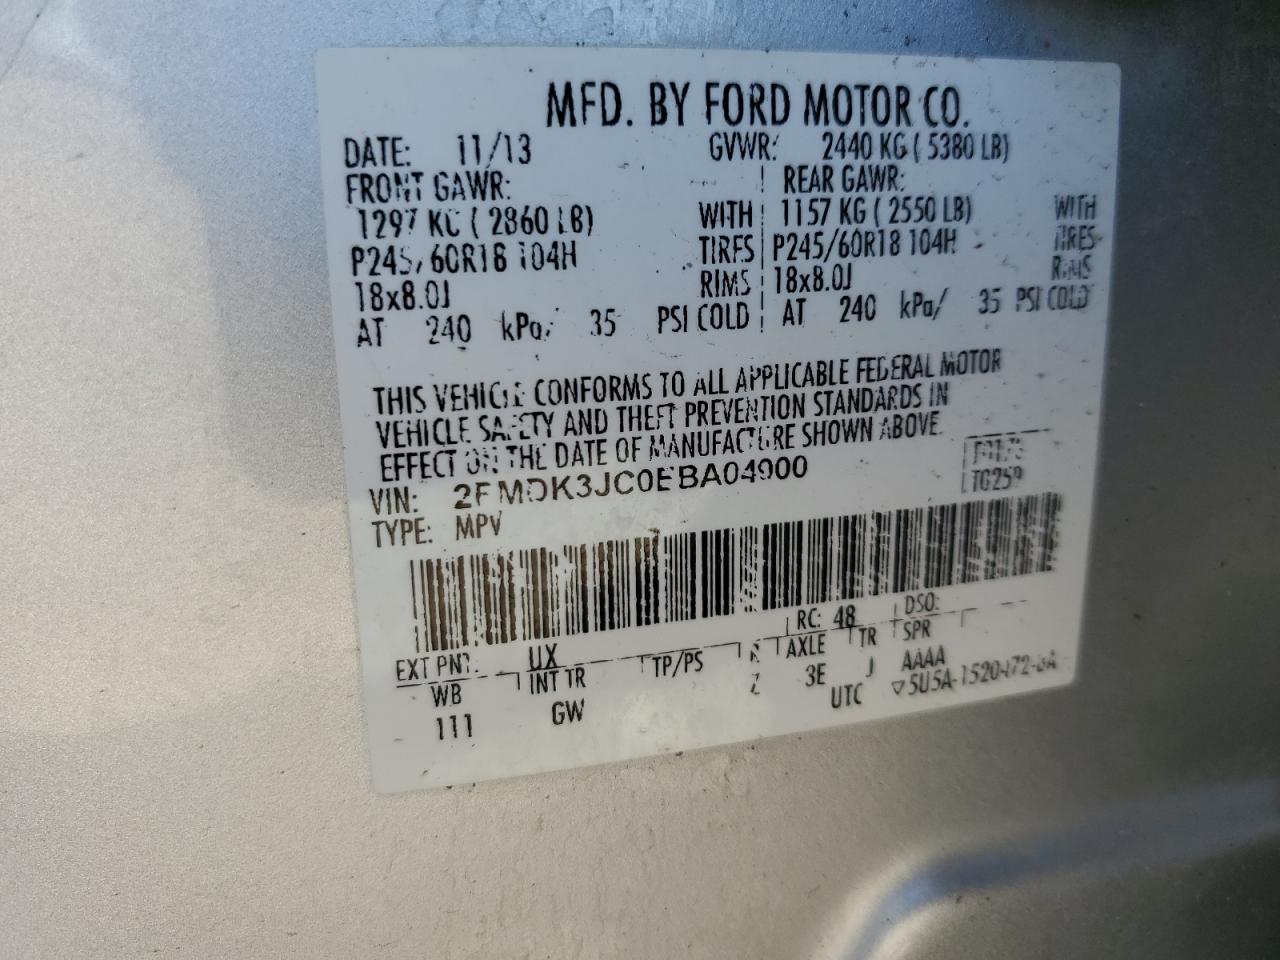 MFD. BY FORD MOTOR CO.
DATE: 11/13 GVWR: 2440 KG ( 5380 LB)
FRONT GAWR: REAR GAWR:
1297 KG ( 2860 LB) WITH 1157 KG ( 2550 LB) WITH
P245/60R18 104H TIRES P245/60R18 104H TIRES
18x8.0J RIMS 18x8.0J RIMS
AT 240 kPa/ 35 PSI COLD AT 240 kPa/ 35 PSI COLD
THIS VEHICLE CONFORMS TO ALL APPLICABLE FEDERAL MOTOR
VEHICLE SAFETY AND THEFT PREVENTION STANDARDS IN
EFFECT ON THE DATE OF MANUFACTURE SHOWN ABOVE.
VIN: 2FMDK3JC0EBA04900
TYPE: MPV
TG259
EXT PNT: UX RC: 48 DSO:
WB INT TR TP/PS R AXLE TR SPR
111 GW Z 3E J AAAA
UTC